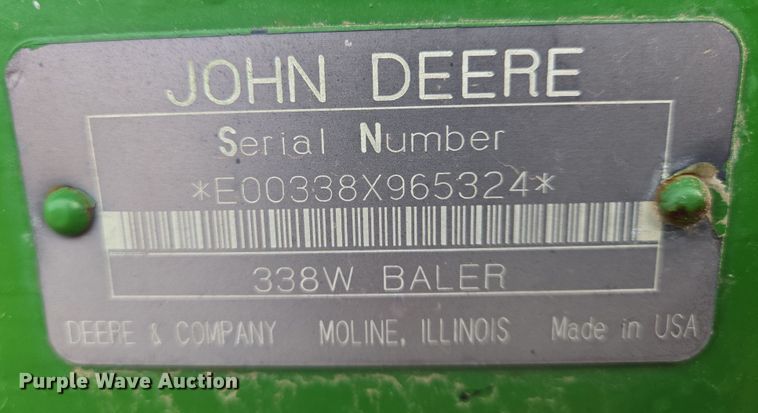 JOHN DEERE
Serial Number
*E00338X965324*
338W BALER
DEERE & COMPANY MOLINE, ILLINOIS Made in USA
Purple Wave Auction